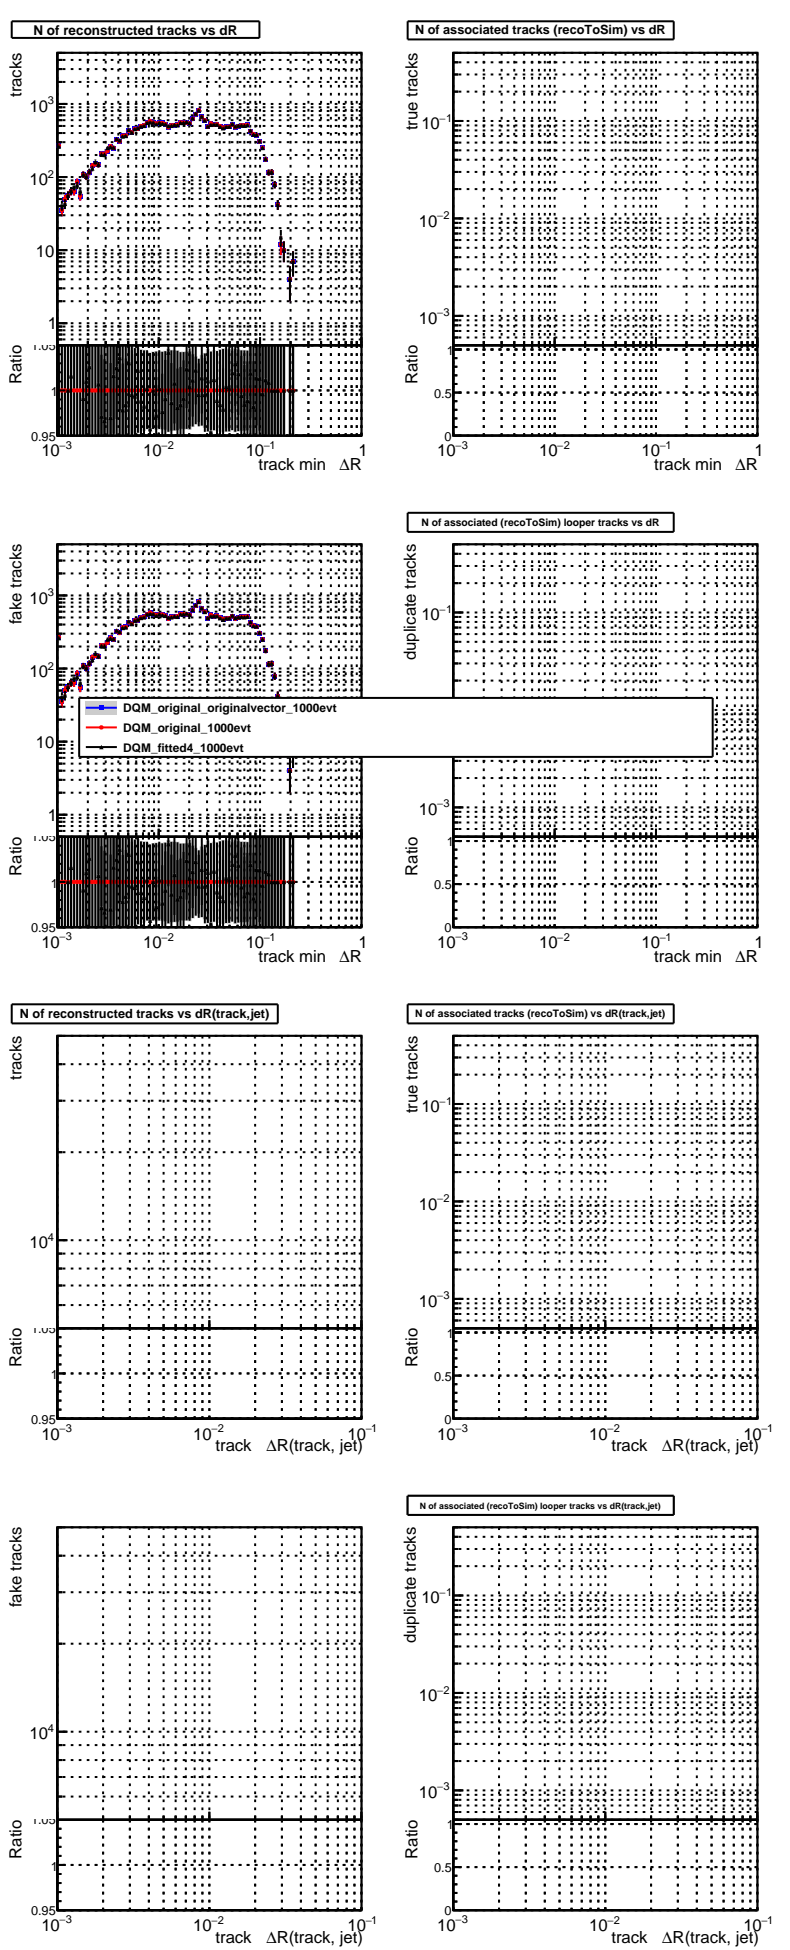 N of reconstructed tracks vs dR
tracks
10³
10²
10
1
Ratio
1.05
1
0.95
10⁻³ 10⁻² 10⁻¹ 1
track min ΔR
N of associated tracks (recoToSim) vs dR
true tracks
10⁻¹
10⁻²
10⁻³
Ratio
1
0.5
0
10⁻³ 10⁻² 10⁻¹ 1
track min ΔR
fake tracks
10³
10²
10
1
Ratio
1.05
1
0.95
10⁻³ 10⁻² 10⁻¹ 1
track min ΔR
N of associated (recoToSim) looper tracks vs dR
duplicate tracks
10⁻¹
10⁻³
Ratio
1
0.5
0
10⁻³ 10⁻² 10⁻¹ 1
track min ΔR
DQM_original_originalvector_1000evt
DQM_original_1000evt
DQM_fitted4_1000evt
N of reconstructed tracks vs dR(track,jet)
tracks
10⁴
Ratio
1.05
1
0.95
10⁻³ 10⁻² 10⁻¹
track ΔR(track, jet)
N of associated tracks (recoToSim) vs dR(track,jet)
true tracks
10⁻¹
10⁻²
10⁻³
Ratio
1
0.5
0
10⁻³ 10⁻² 10⁻¹
track ΔR(track, jet)
fake tracks
10⁴
Ratio
1.05
1
0.95
10⁻³ 10⁻² 10⁻¹
track ΔR(track, jet)
N of associated (recoToSim) looper tracks vs dR(track,jet)
duplicate tracks
10⁻¹
10⁻²
10⁻³
Ratio
1
0.5
0
10⁻³ 10⁻² 10⁻¹
track ΔR(track, jet)